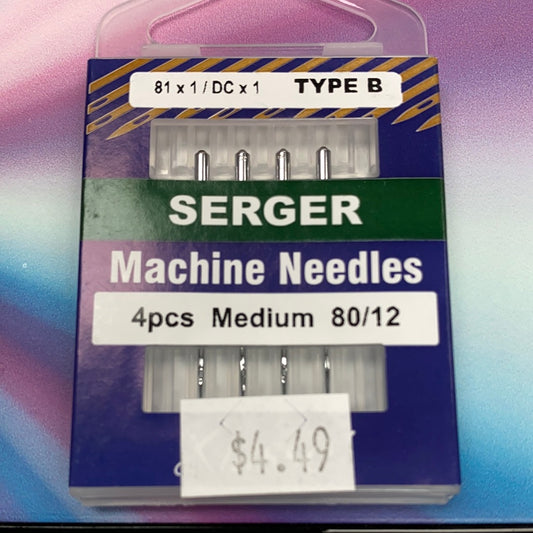 81 x 1 / DC x 1 TYPE B
SERGER
Machine Needles
4pcs Medium 80/12
$4.49